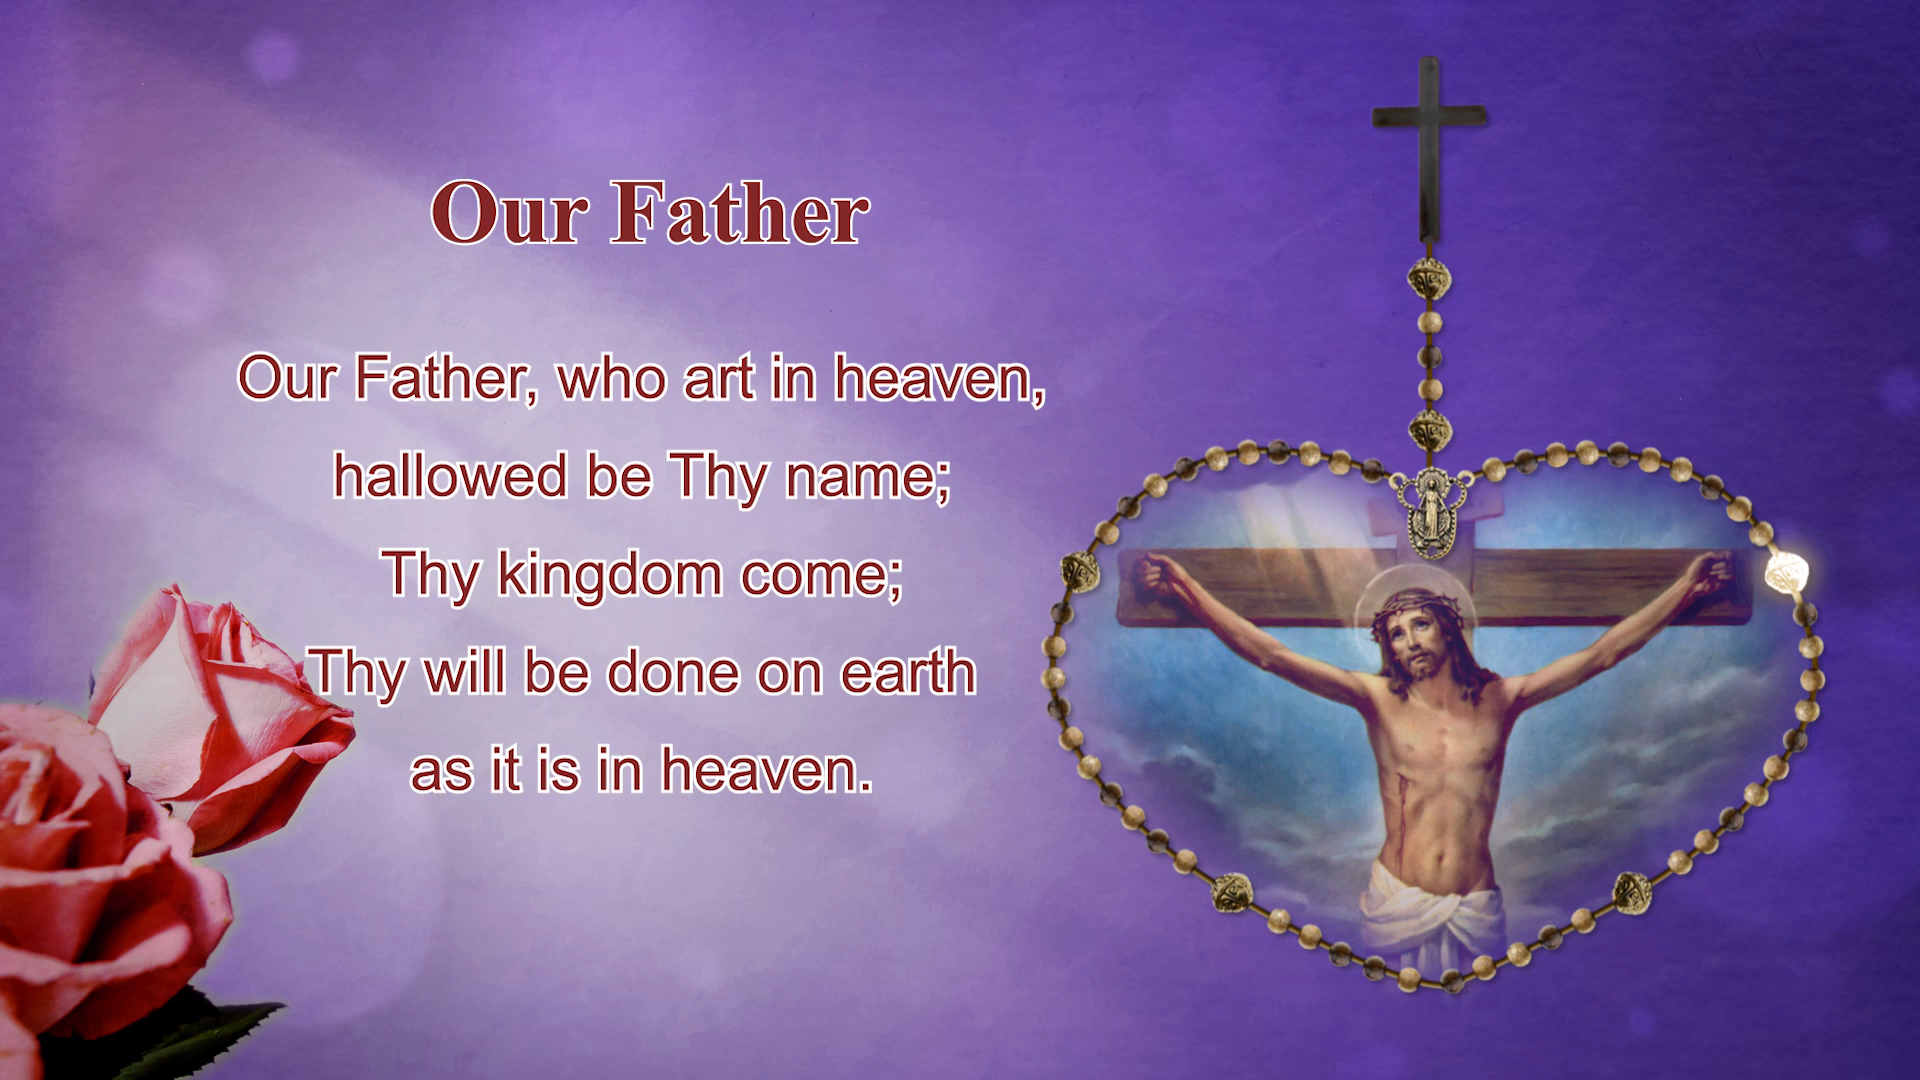 Our Father
Our Father, who art in heaven,
hallowed be Thy name;
Thy kingdom come;
Thy will be done on earth
as it is in heaven.